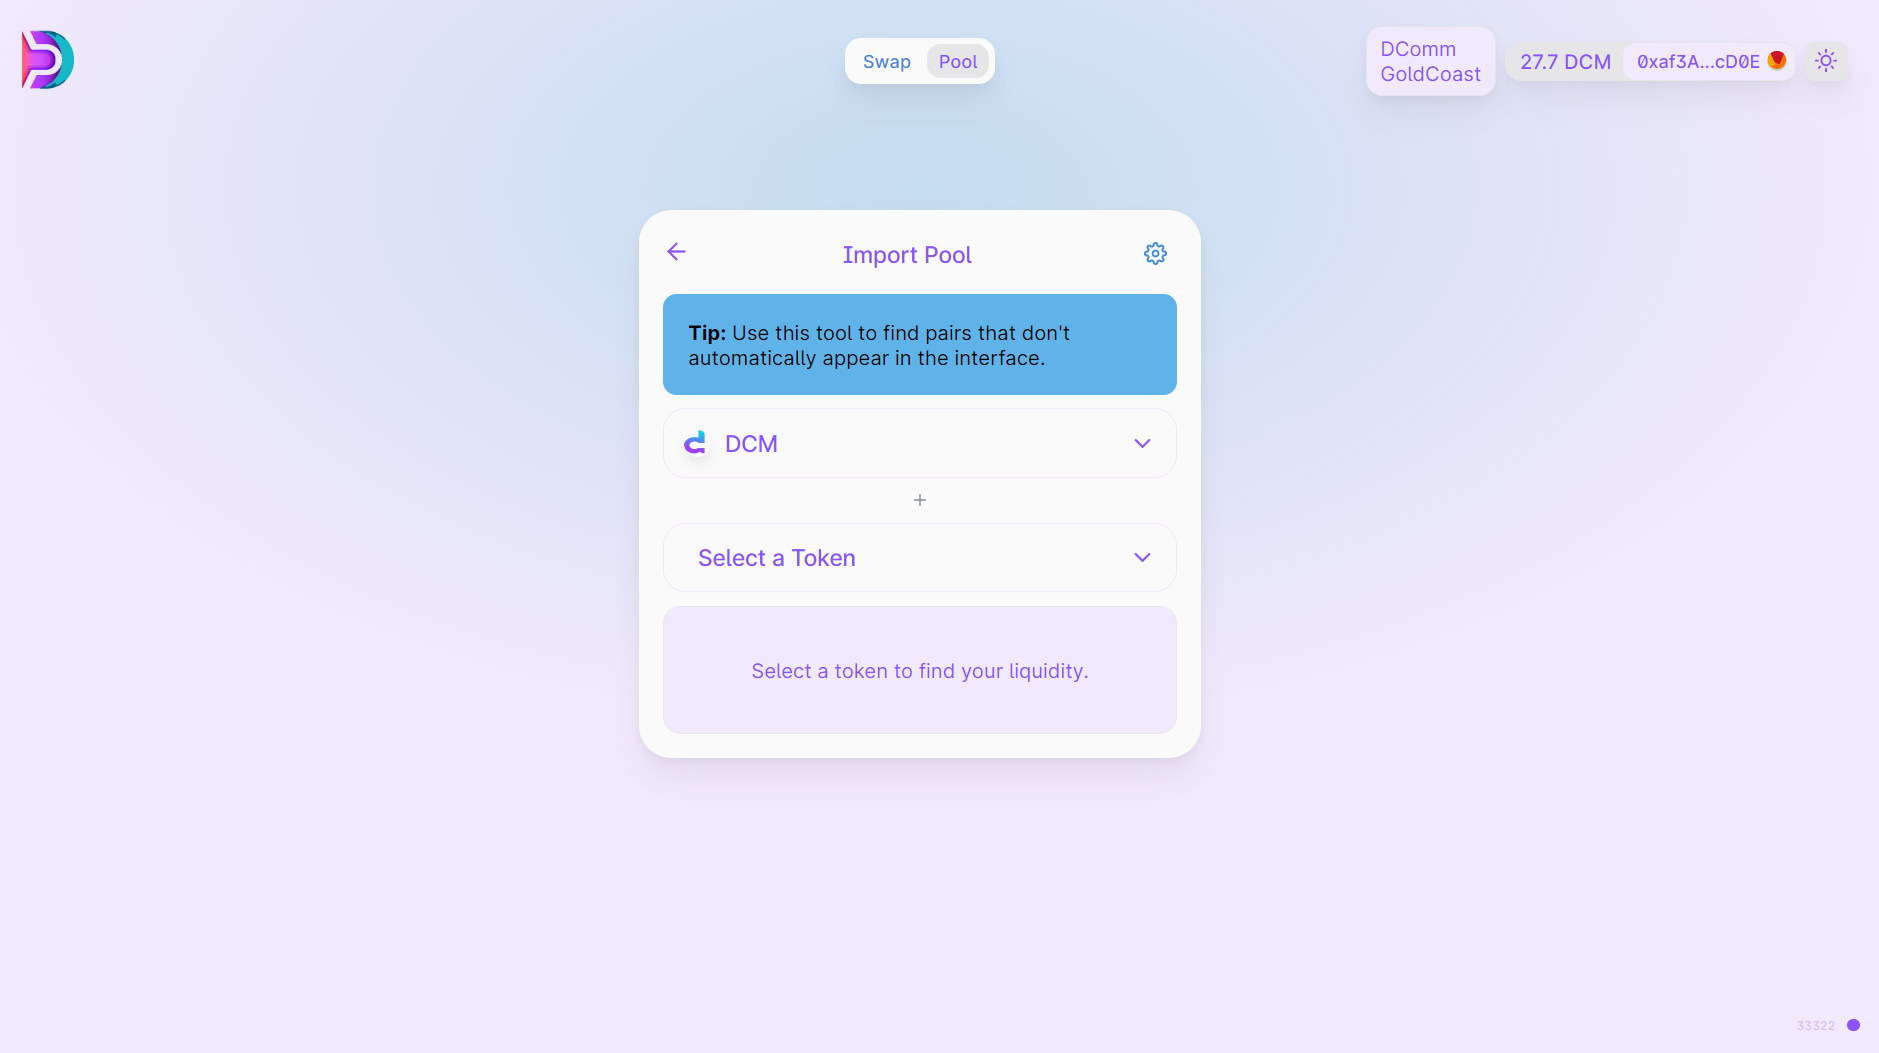 Swap
Pool
DComm
GoldCoast
27.7 DCM
0xaf3A...cD0E
Import Pool
Tip: Use this tool to find pairs that don't
automatically appear in the interface.
DCM
+
Select a Token
Select a token to find your liquidity.
33322